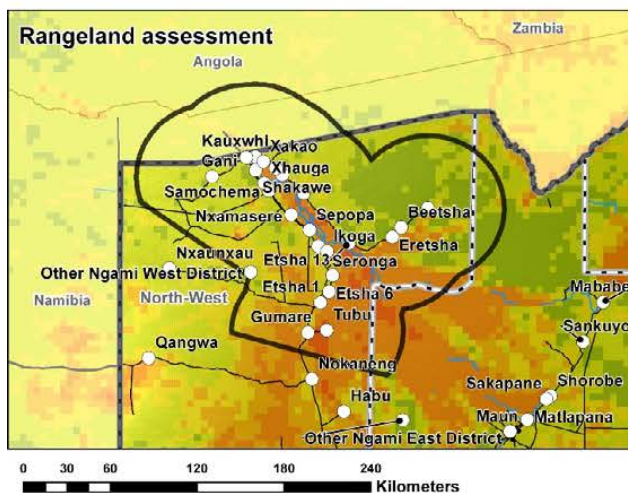 Rangeland assessment
Zambia
Angola
Kauxwhi
Xakao
Gani
Xhauga
Samochema
Shakawe
Nxamasere
Sepopa
Beetsha
Ikoga
Eretsha
Nxaunxau
Etsha 13
Seronga
Other Ngami West District
Mababe
Etsha 1
Etsha 6
Namibia
North-West
Gumare
Tubu
Sankuyo
Qangwa
Nokaneng
Sakapane
Shorobe
Habu
Maun
Matlapana
Other Ngami East District
0 15 30 60 120 180 240
Kilometers